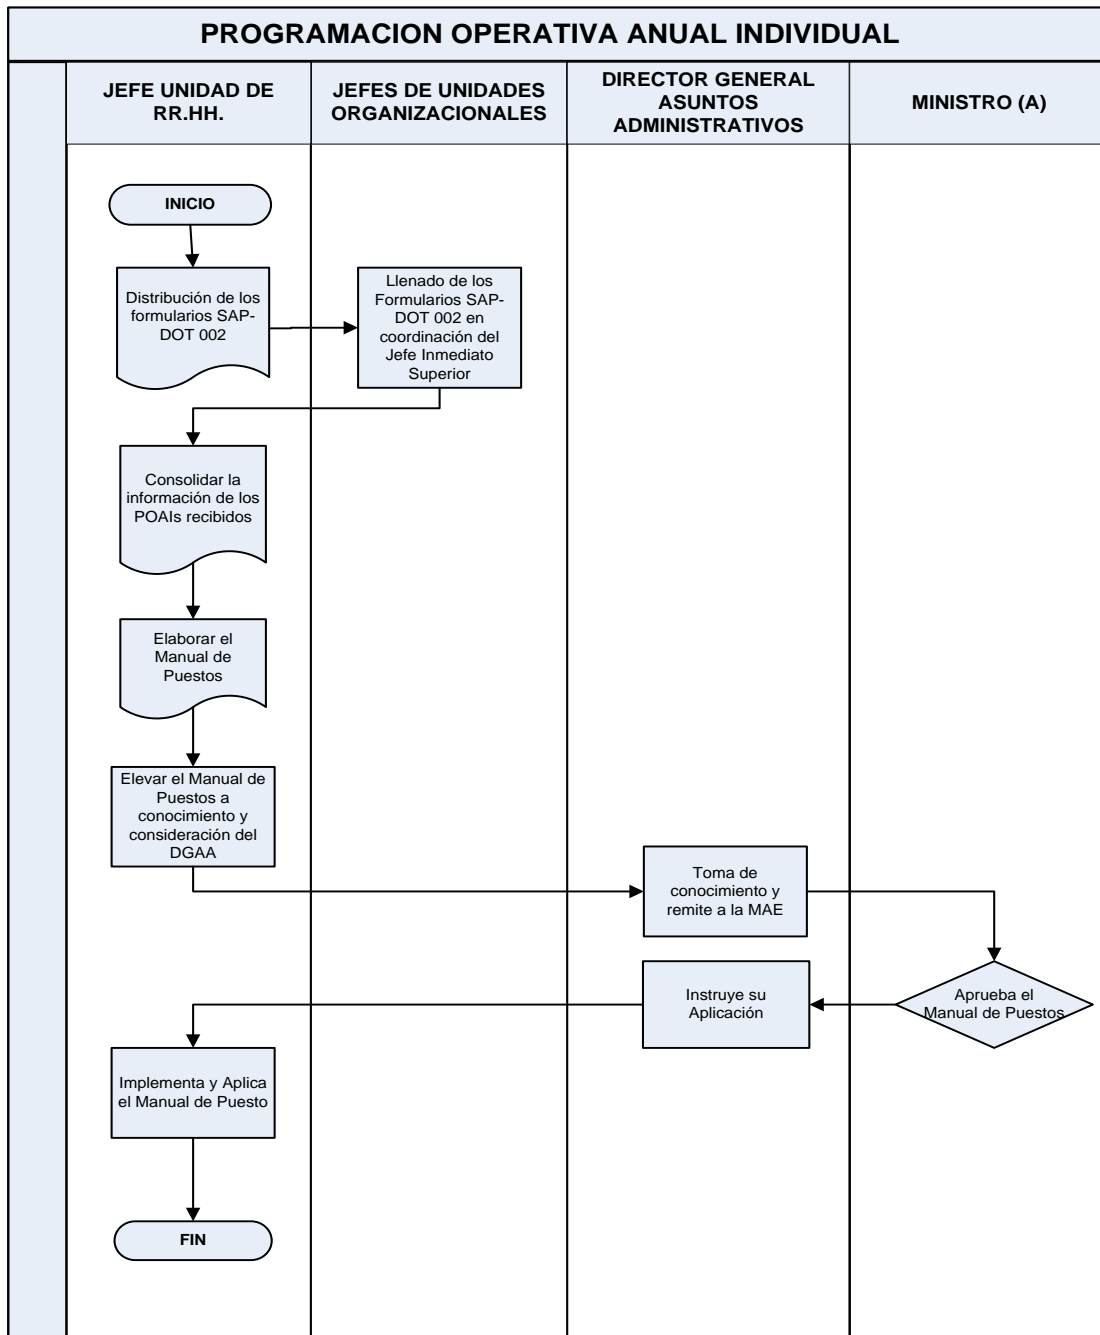 PROGRAMACION OPERATIVA ANUAL INDIVIDUAL
JEFE UNIDAD DE
RR.HH.
JEFES DE UNIDADES
ORGANIZACIONALES
DIRECTOR GENERAL
ASUNTOS
ADMINISTRATIVOS
MINISTRO (A)
INICIO
Distribución de los
formularios SAP-
DOT 002
Llenado de los
Formularios SAP-
DOT 002 en
coordinación del
Jefe Inmediato
Superior
Consolidar la
información de los
POAIs recibidos
Elaborar el
Manual de
Puestos
Elevar el Manual de
Puestos a
conocimiento y
consideración del
DGAA
Toma de
conocimiento y
remite a la MAE
Aprueba el
Manual de Puestos
Instruye su
Aplicación
Implementa y Aplica
el Manual de Puesto
FIN